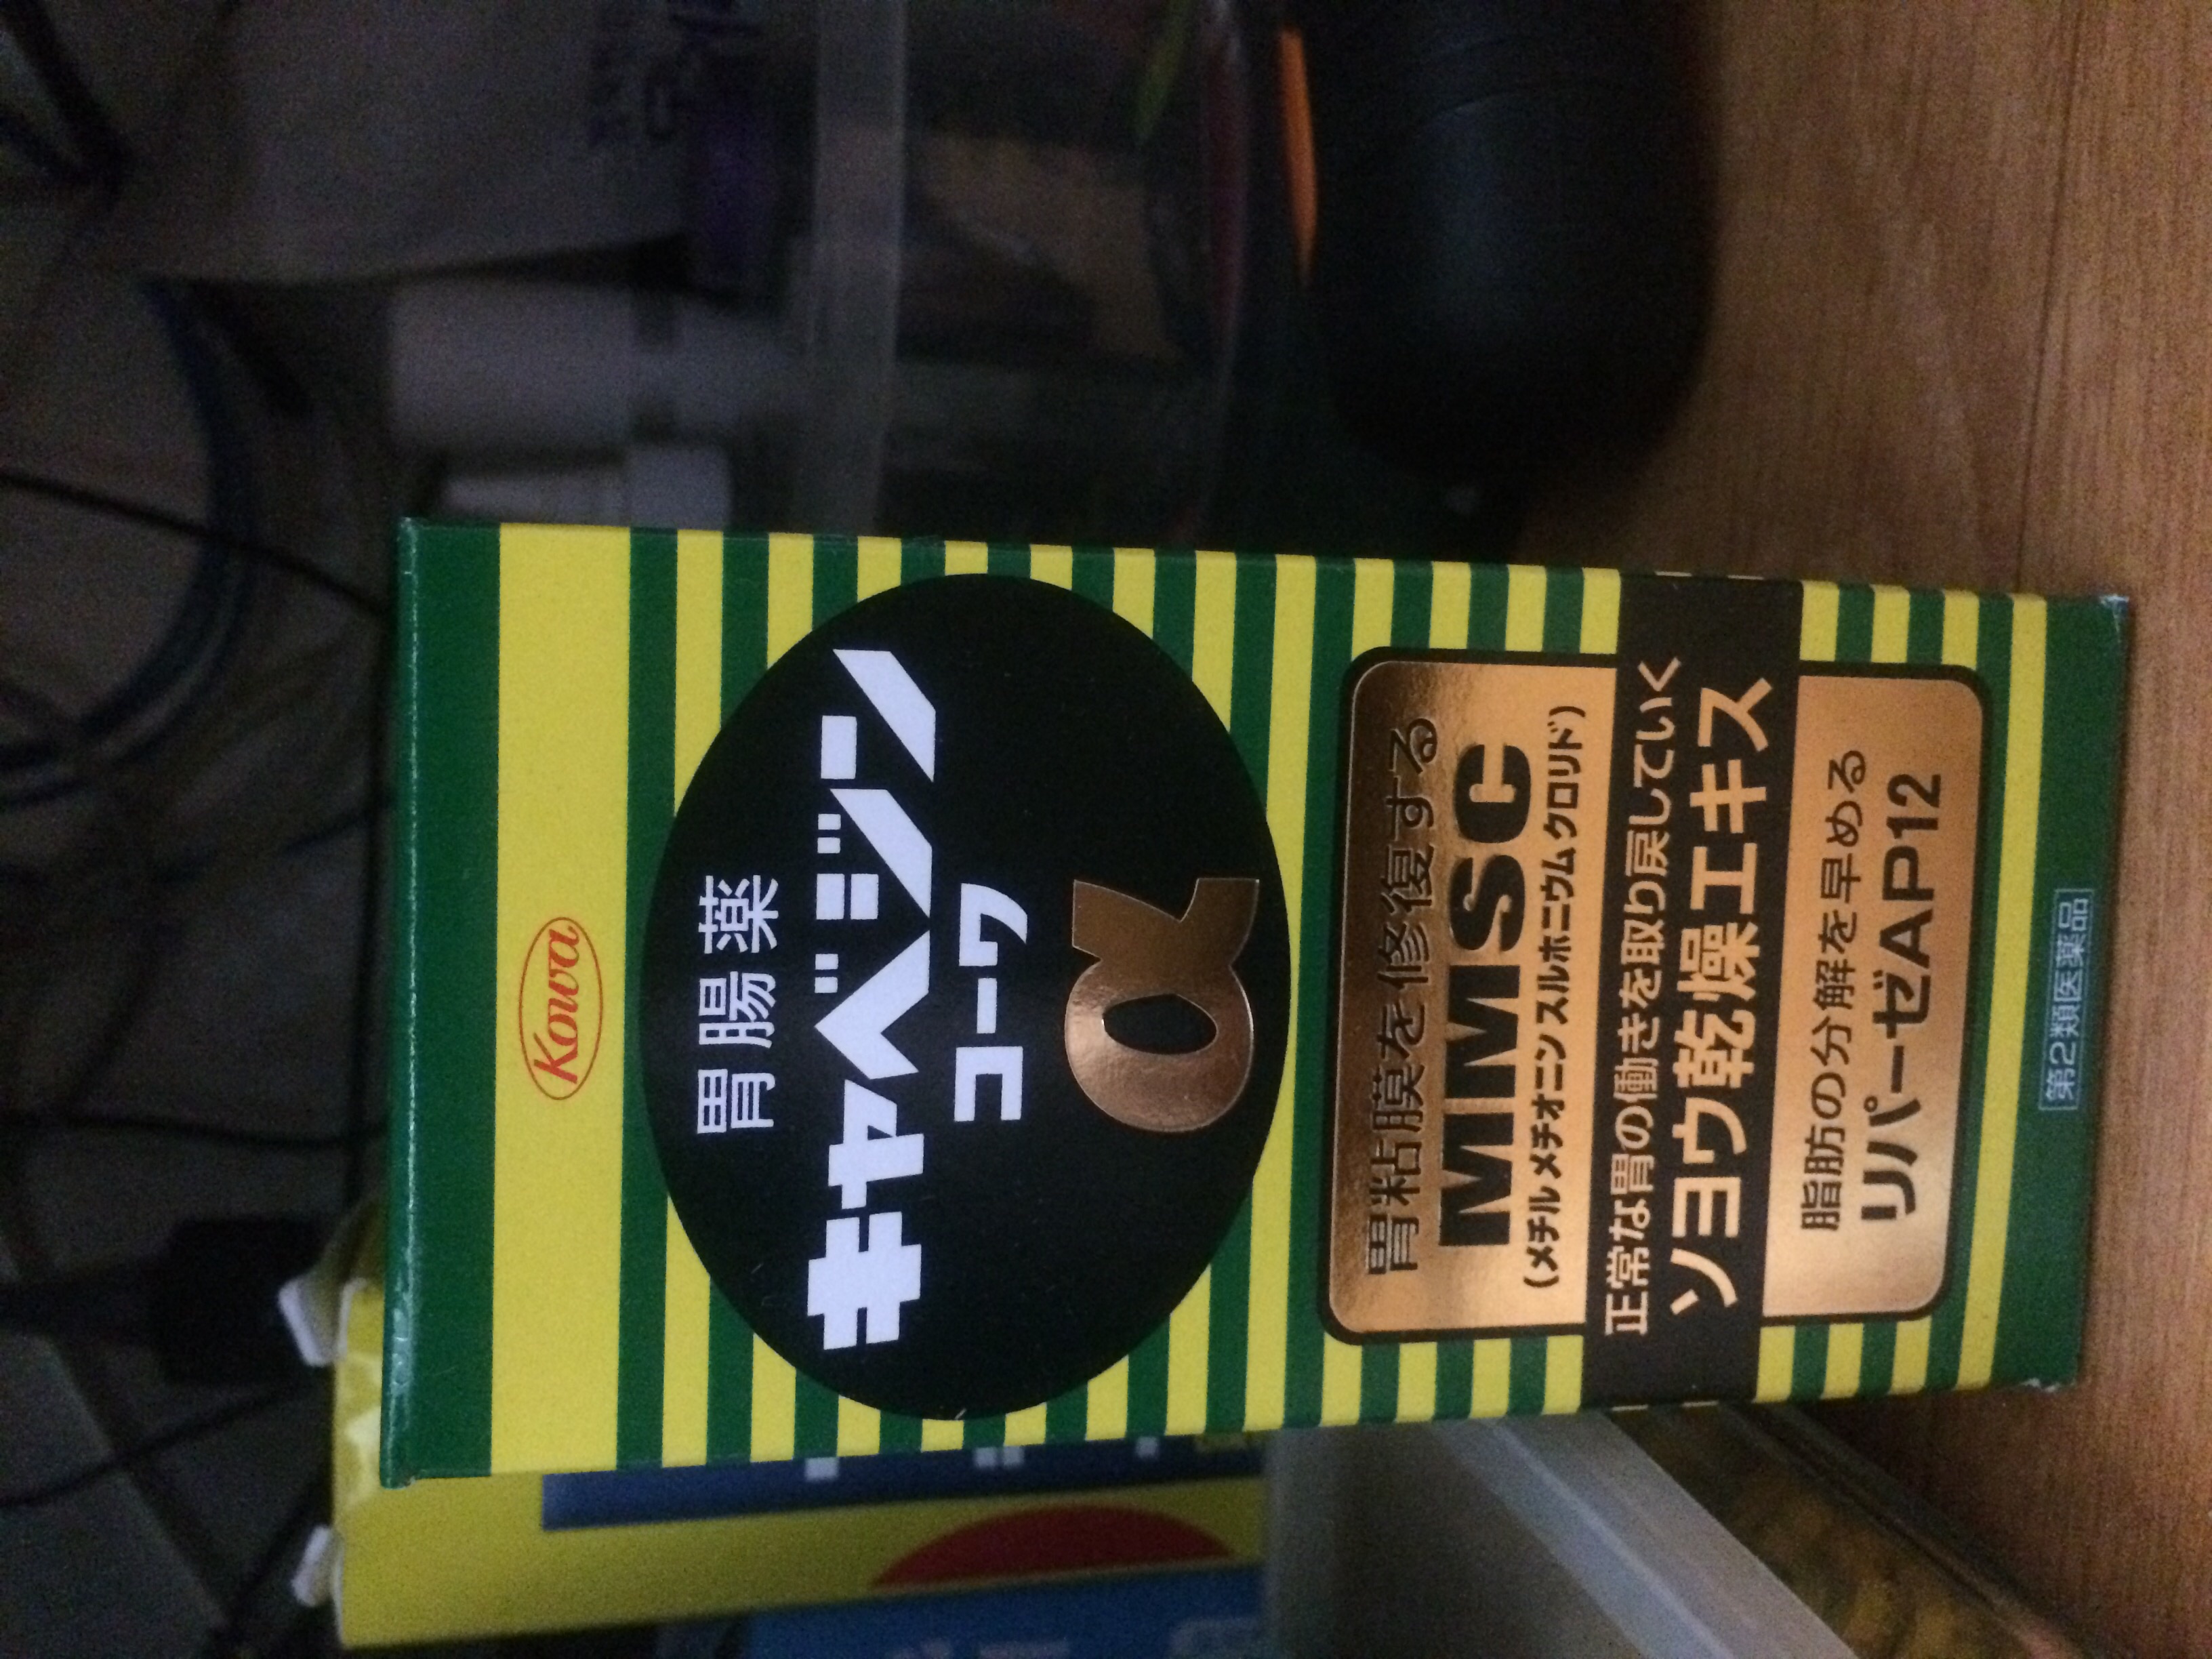 Kowa
胃腸薬
キャベジン
コーワ
α
胃粘膜を修復する
MMSC
(メチルメチオニンスルホニウムクロリド)
正常な胃の働きを取り戻していく
ソヨウ乾燥エキス
脂肪の分解を早める
リパーゼAP12
第2類医薬品